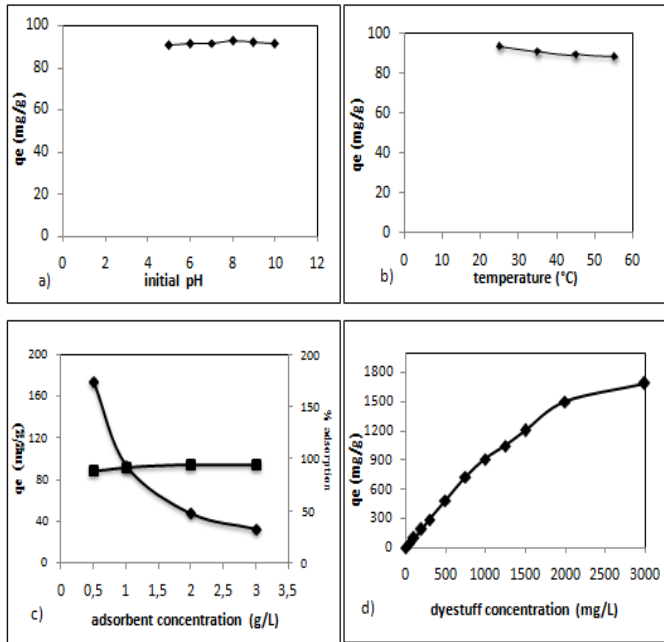 qe (mg/g)
100
80
60
40
20
0
0 2 4 6 8 10 12
a) initial pH
qe (mg/g)
100
80
60
40
20
0
0 10 20 30 40 50 60
b) temperature (°C)
qe (mg/g)
200
160
120
80
40
0
% adsorption
200
150
100
50
0
0 0,5 1 1,5 2 2,5 3 3,5
c) adsorbent concentration (g/L)
qe (mg/g)
1800
1500
1200
900
600
300
0
0 500 1000 1500 2000 2500 3000
d) dyestuff concentration (mg/L)